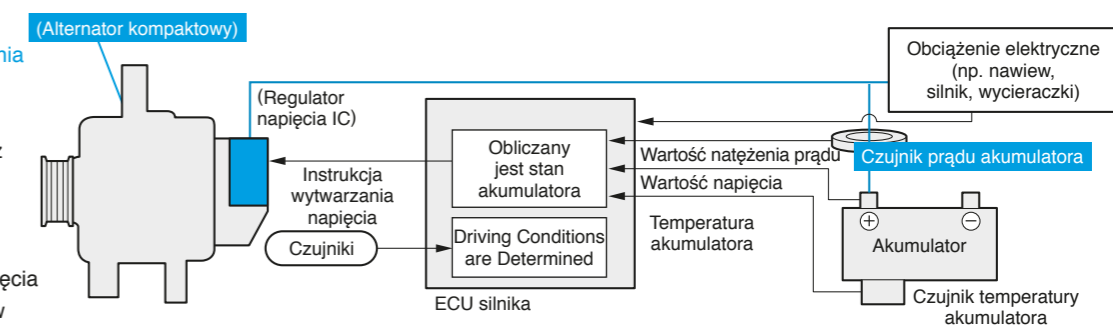 (Alternator kompaktowy)
nia
z
ęcia
w
(Regulator
napięcia IC)
Instrukcja
wytwarzania
napięcia
Czujniki
Obliczany
jest stan
akumulatora
Driving Conditions
are Determined
ECU silnika
Obciążenie elektryczne
(np. nawiew,
silnik, wycieraczki)
Wartość natężenia prądu
Czujnik prądu akumulatora
Wartość napięcia
Temperatura
akumulatora
+
−
Akumulator
Czujnik temperatury
akumulatora